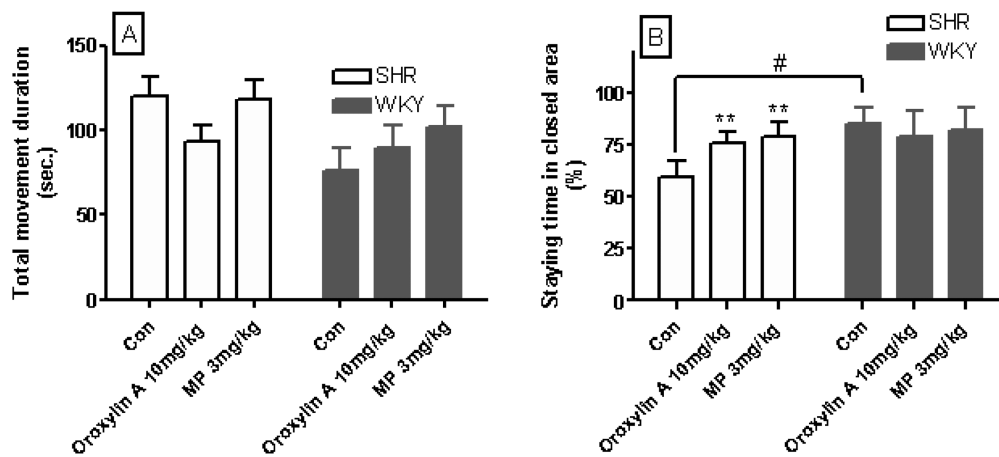 A
Total movement duration
(sec.)
150
100
50
0
SHR
WKY
Con
Oroxylin A 10mg/kg
MP 3mg/kg
Con
Oroxylin A 10mg/kg
MP 3mg/kg
B
Staying time in closed area
(%)
100
75
50
25
0
SHR
WKY
#
**
**
Con
Oroxylin A 10mg/kg
MP 3mg/kg
Con
Oroxylin A 10mg/kg
MP 3mg/kg